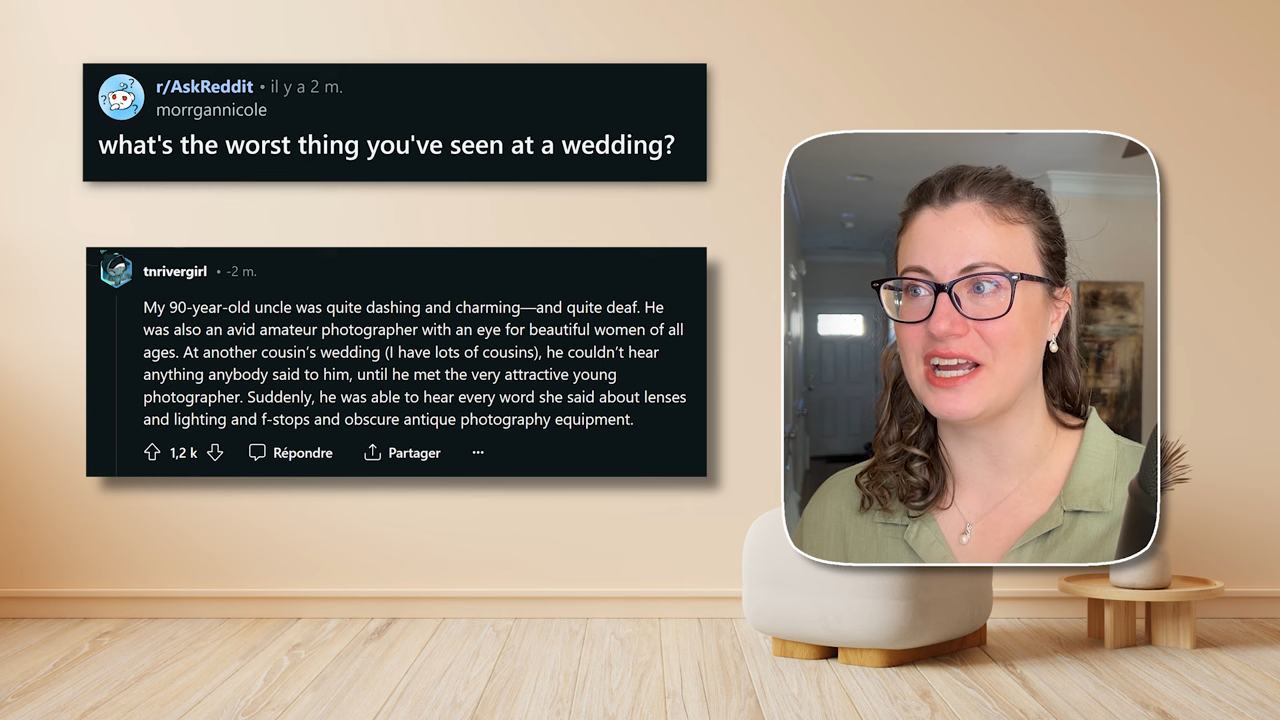 r/AskReddit • il y a 2 m.
morrgannicole
what's the worst thing you've seen at a wedding?
tnrivergirl • -2 m.
My 90-year-old uncle was quite dashing and charming—and quite deaf. He
was also an avid amateur photographer with an eye for beautiful women of all
ages. At another cousin’s wedding (I have lots of cousins), he couldn’t hear
anything anybody said to him, until he met the very attractive young
photographer. Suddenly, he was able to hear every word she said about lenses
and lighting and f-stops and obscure antique photography equipment.
1,2 k Répondre Partager ...